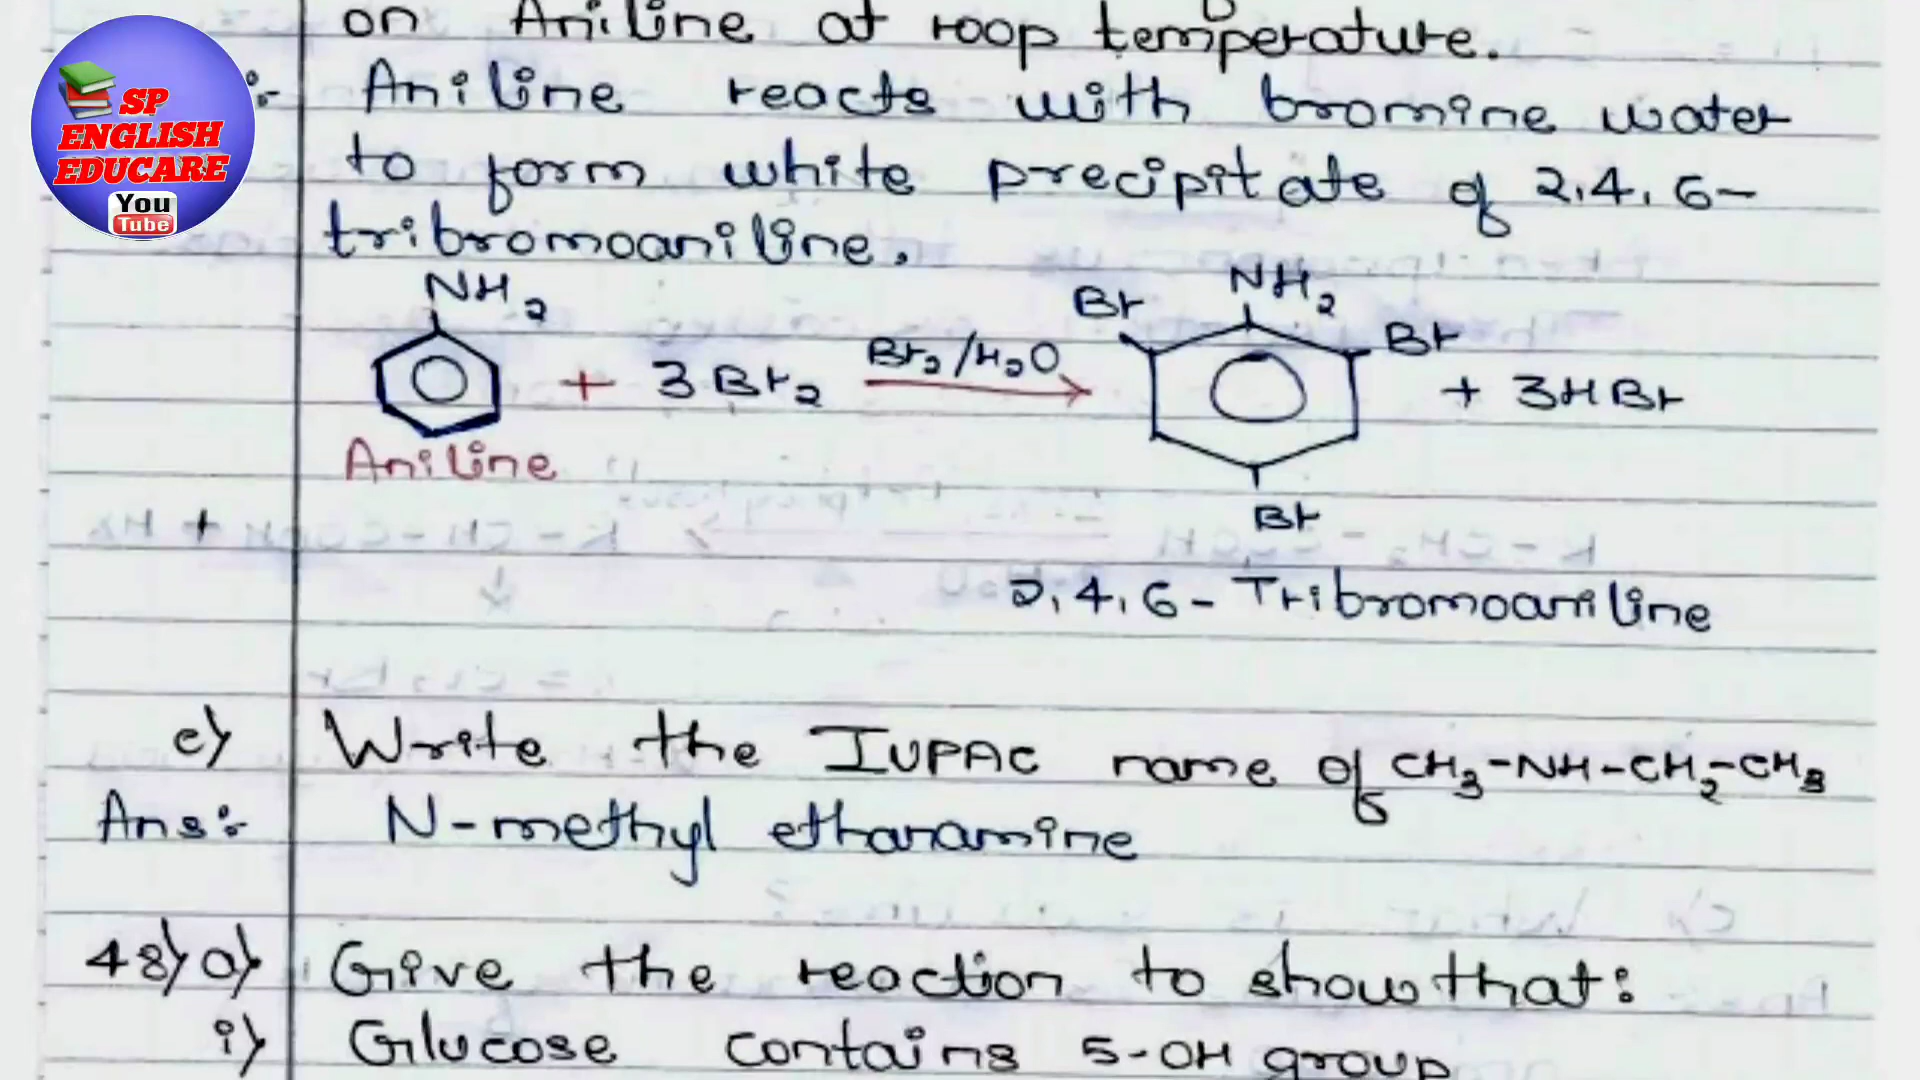 on Aniline at roop temperature.
SP
ENGLISH
EDUCARE
You
Tube
:- Aniline reacts with bromine water
to form white precipitate of 2,4,6-
tribromoaniline.
NH2
Br NH2 Br
+ 3Br2 Br2/H2O + 3HBr
Aniline
Br
2,4,6- Tribromoaniline
c) Write the IUPAC name of CH3-NH-CH2-CH3
Ans:- N-methyl ethanamine
48) a) Give the reaction to show that:
i) Glucose contains 5-OH group